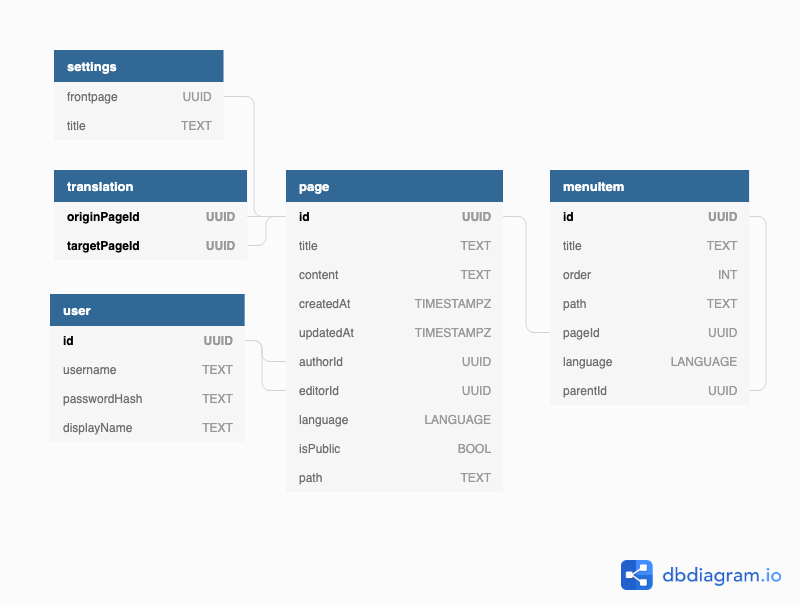 settings
frontpage UUID
title TEXT
translation
originPageId UUID
targetPageId UUID
user
id UUID
username TEXT
passwordHash TEXT
displayName TEXT
page
id UUID
title TEXT
content TEXT
createdAt TIMESTAMPZ
updatedAt TIMESTAMPZ
authorId UUID
editorId UUID
language LANGUAGE
isPublic BOOL
path TEXT
menuItem
id UUID
title TEXT
order INT
path TEXT
pageId UUID
language LANGUAGE
parentId UUID
dbdiagram.io